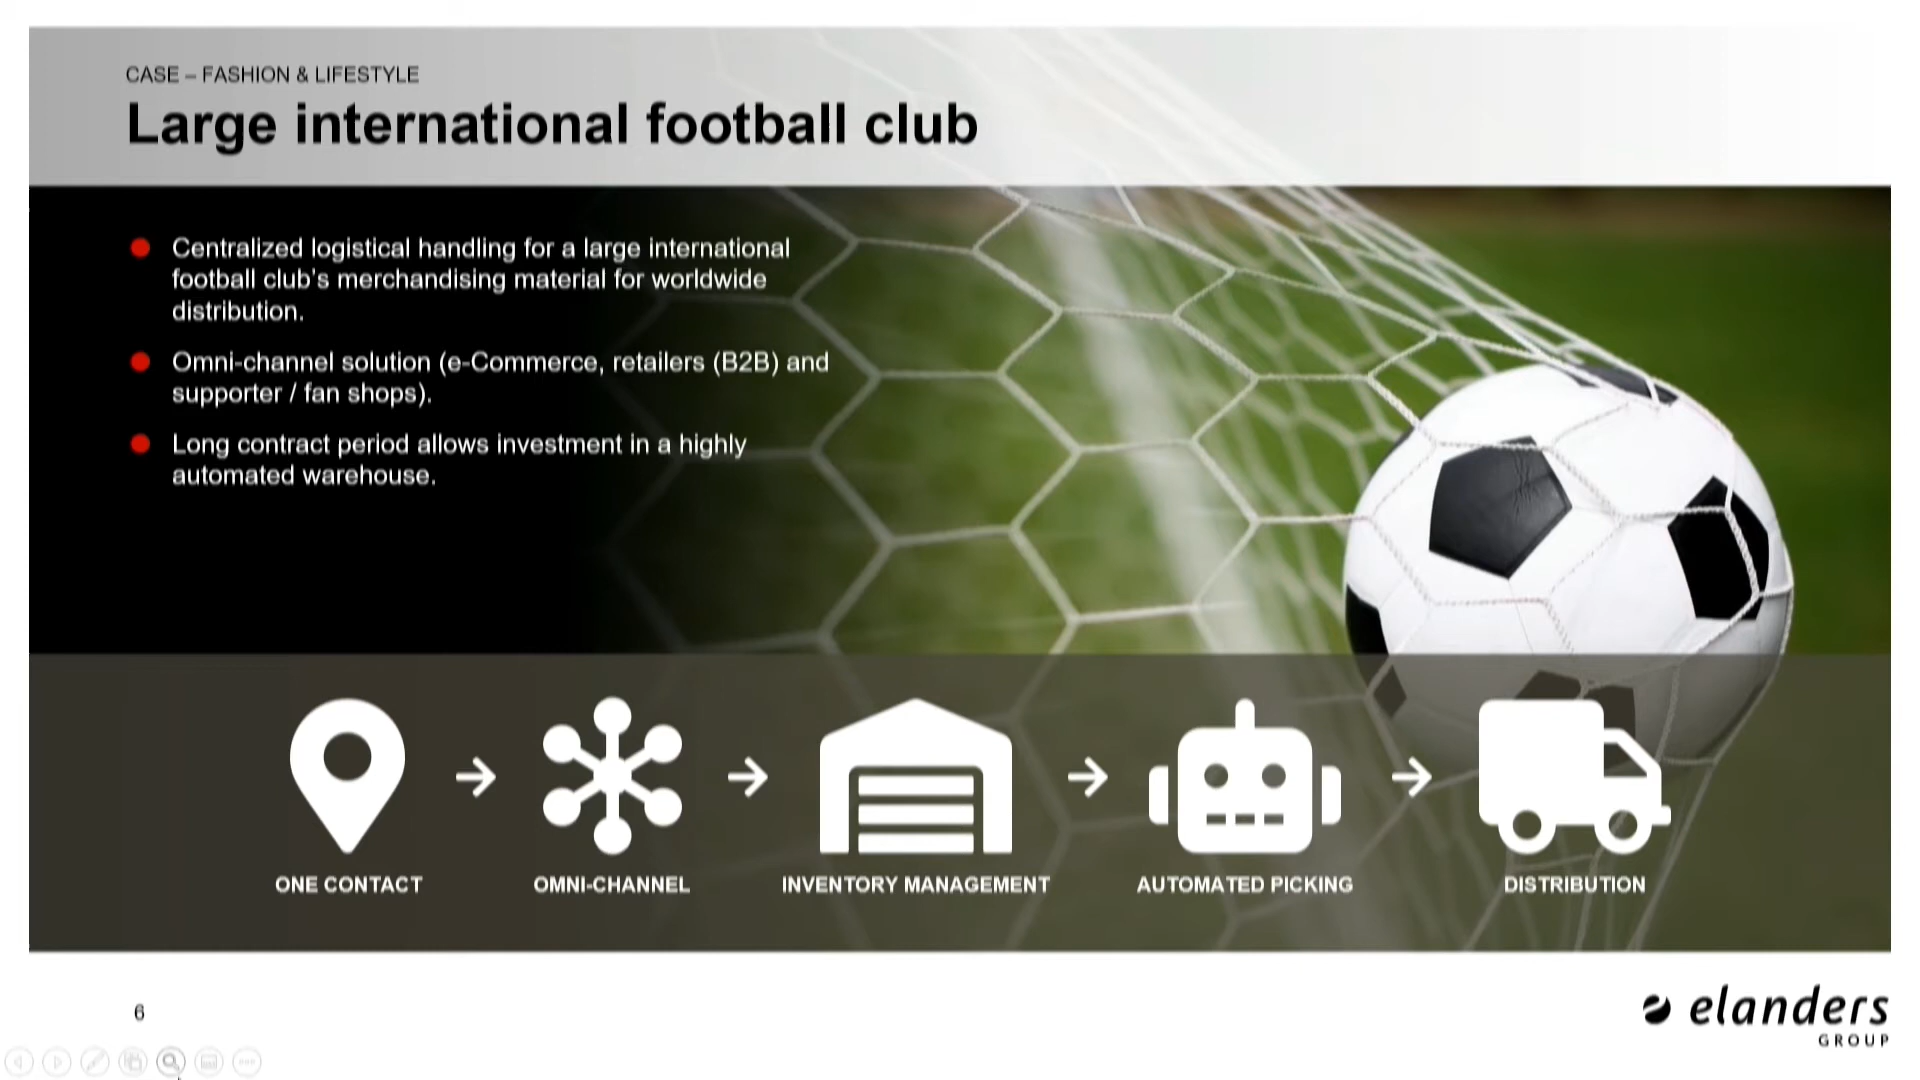 CASE – FASHION & LIFESTYLE
Large international football club
Centralized logistical handling for a large international
football club's merchandising material for worldwide
distribution.
Omni-channel solution (e-Commerce, retailers (B2B) and
supporter / fan shops).
Long contract period allows investment in a highly
automated warehouse.
ONE CONTACT
OMNI-CHANNEL
INVENTORY MANAGEMENT
AUTOMATED PICKING
DISTRIBUTION
6
elanders
GROUP